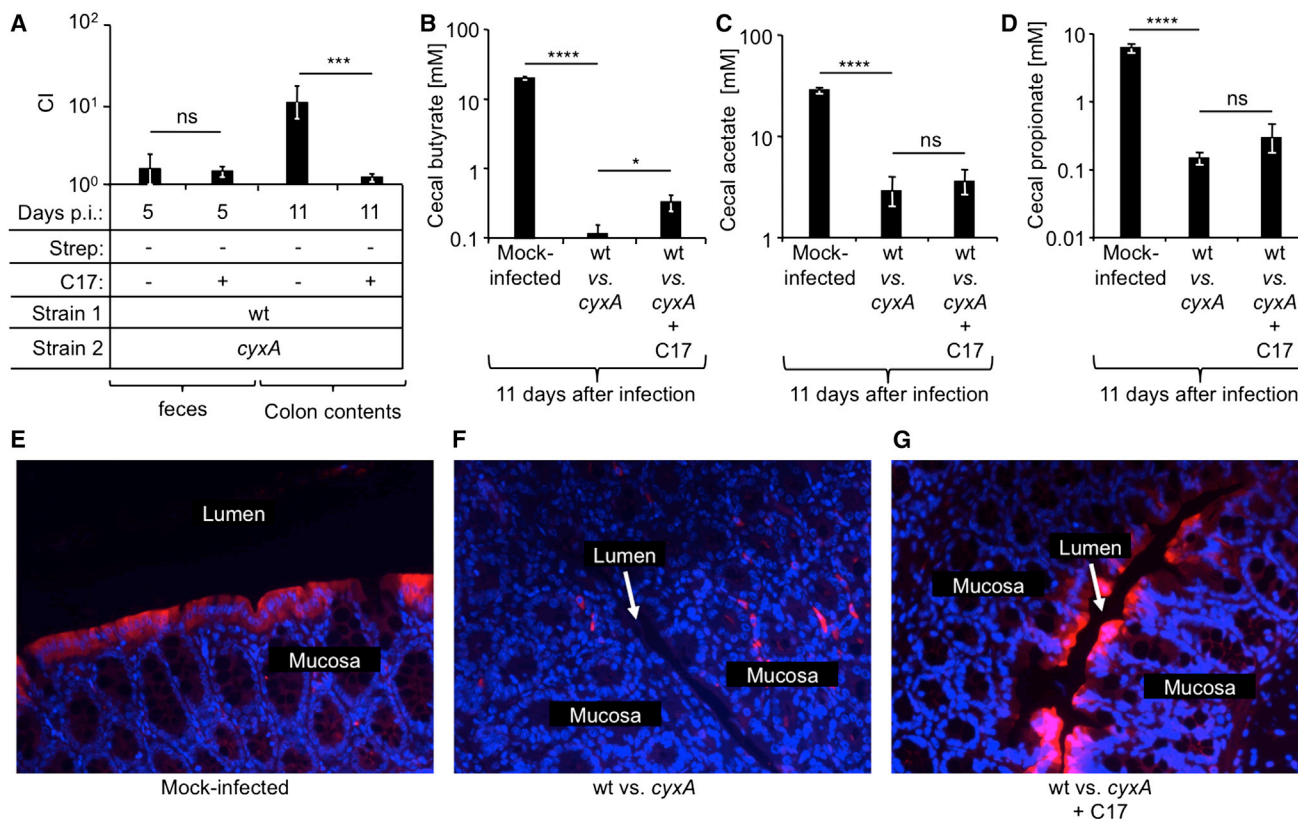 A
CI
10²
10¹
10⁰
ns
***
Days p.i.: 5 5 11 11
Strep: - - - -
C17: - + - +
Strain 1 wt
Strain 2 cyxA
feces Colon contents
B
Cecal butyrate [mM]
100
10
1
0.1
****
*
Mock-infected
wt vs. cyxA
wt vs. cyxA + C17
11 days after infection
C
Cecal acetate [mM]
100
10
1
****
ns
Mock-infected
wt vs. cyxA
wt vs. cyxA + C17
11 days after infection
D
Cecal propionate [mM]
10
1
0.1
0.01
****
ns
Mock-infected
wt vs. cyxA
wt vs. cyxA + C17
11 days after infection
E
Lumen
Mucosa
Mock-infected
F
Lumen
Mucosa
Mucosa
wt vs. cyxA
G
Lumen
Mucosa
Mucosa
wt vs. cyxA
+ C17